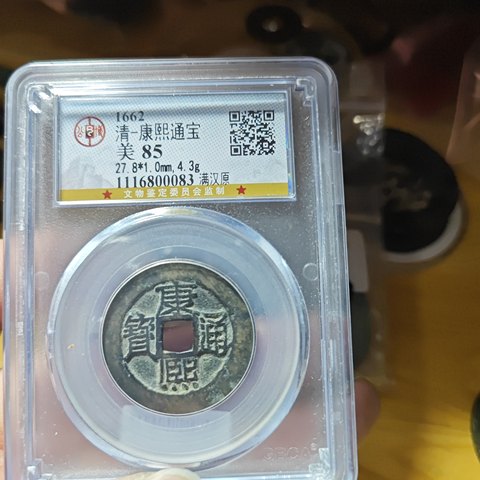 1662
清-康熙通宝
美 85
27.8*1.0mm,4.3g
1116800083 满汉原
★ 文物鉴定委员会监制 ★
康熙通寶